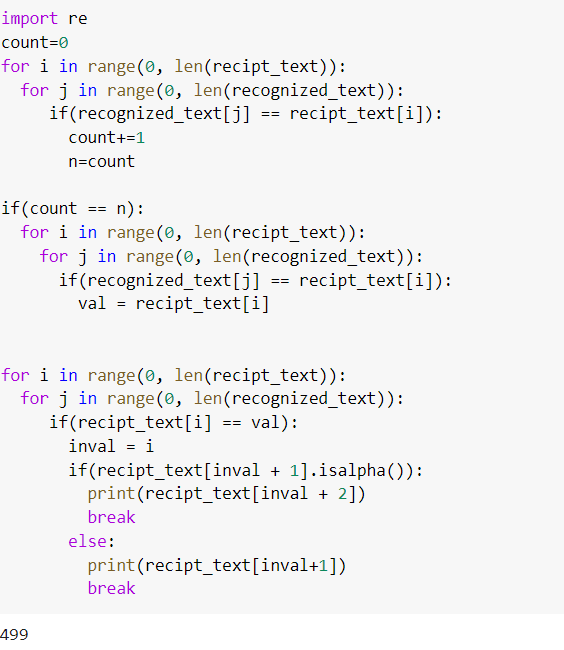 import re
count=0
for i in range(0, len(recipt_text)):
  for j in range(0, len(recognized_text)):
     if(recognized_text[j] == recipt_text[i]):
       count+=1
       n=count

if(count == n):
  for i in range(0, len(recipt_text)):
    for j in range(0, len(recognized_text)):
      if(recognized_text[j] == recipt_text[i]):
        val = recipt_text[i]


for i in range(0, len(recipt_text)):
  for j in range(0, len(recognized_text)):
     if(recipt_text[i] == val):
       inval = i
       if(recipt_text[inval + 1].isalpha()):
         print(recipt_text[inval + 2])
         break
       else:
         print(recipt_text[inval+1])
         break

499